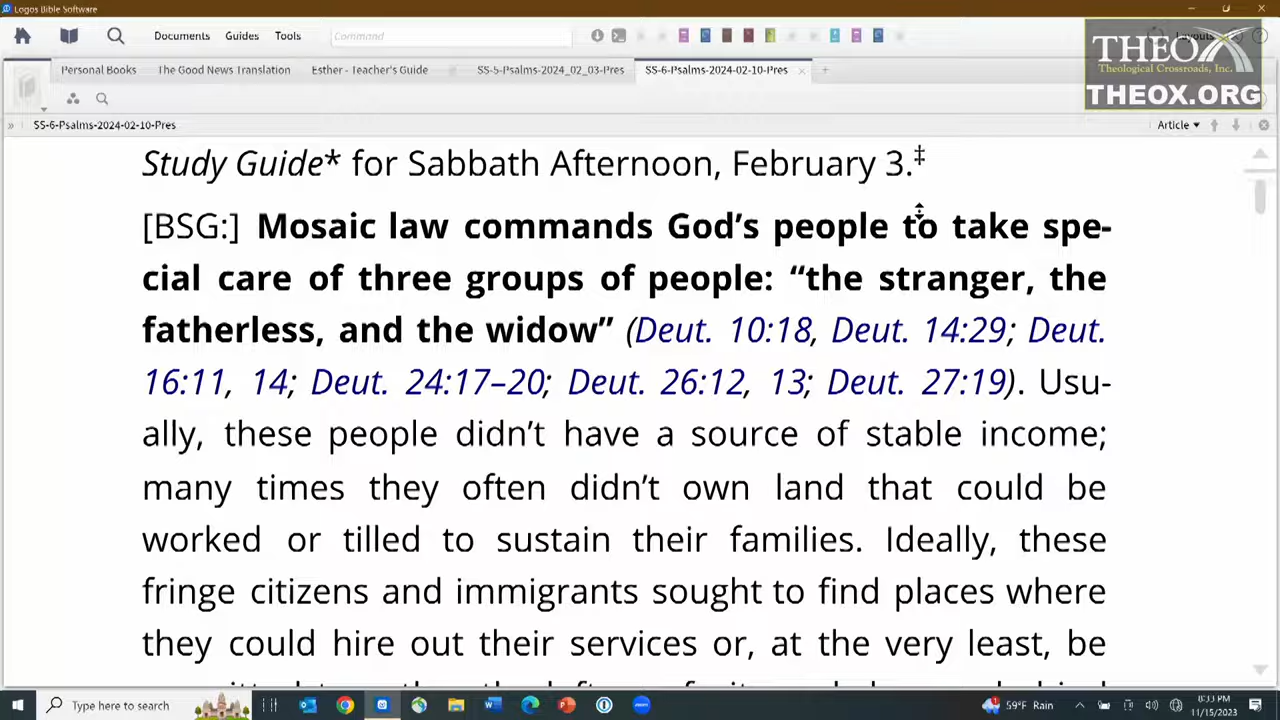 Logos Bible Software
Documents Guides Tools Command
THEOX
Theological Crossroads, Inc.
THEOX.ORG
Personal Books The Good News Translation Esther - Teacher's SS-6-Psalms-2024-02-10-Pres
SS-6-Psalms-2024-02-10-Pres Article
Study Guide* for Sabbath Afternoon, February 3.‡
[BSG:] Mosaic law commands God’s people to take spe-
cial care of three groups of people: “the stranger, the
fatherless, and the widow” (Deut. 10:18, Deut. 14:29; Deut.
16:11, 14; Deut. 24:17–20; Deut. 26:12, 13; Deut. 27:19). Usu-
ally, these people didn’t have a source of stable income;
many times they often didn’t own land that could be
worked or tilled to sustain their families. Ideally, these
fringe citizens and immigrants sought to find places where
they could hire out their services or, at the very least, be
Type here to search 59°F Rain 8:33 PM
11/15/2023